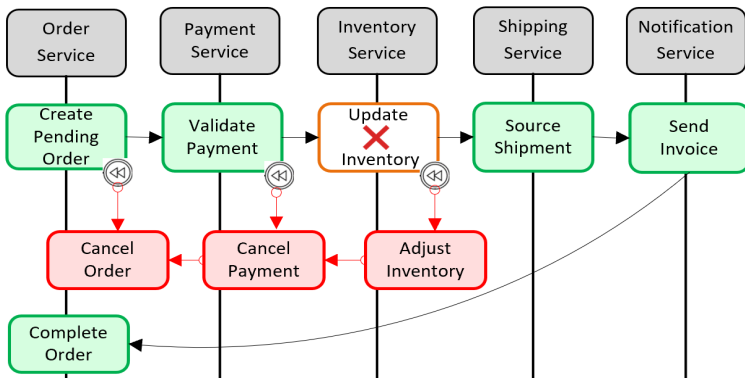 Order
Service
Payment
Service
Inventory
Service
Shipping
Service
Notification
Service
Create
Pending
Order
Validate
Payment
Update
Inventory
Source
Shipment
Send
Invoice
Cancel
Order
Cancel
Payment
Adjust
Inventory
Complete
Order